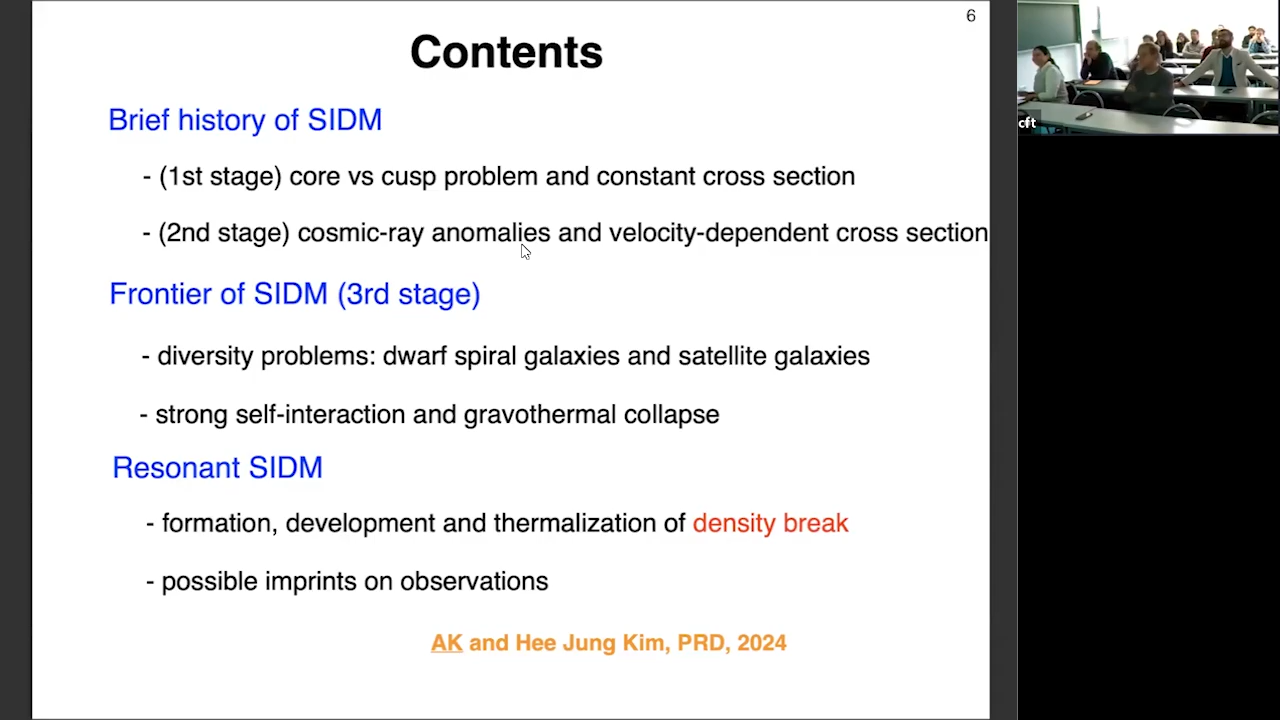 6
Contents
Brief history of SIDM
- (1st stage) core vs cusp problem and constant cross section
- (2nd stage) cosmic-ray anomalies and velocity-dependent cross section
Frontier of SIDM (3rd stage)
- diversity problems: dwarf spiral galaxies and satellite galaxies
- strong self-interaction and gravothermal collapse
Resonant SIDM
- formation, development and thermalization of density break
- possible imprints on observations
AK and Hee Jung Kim, PRD, 2024
cft